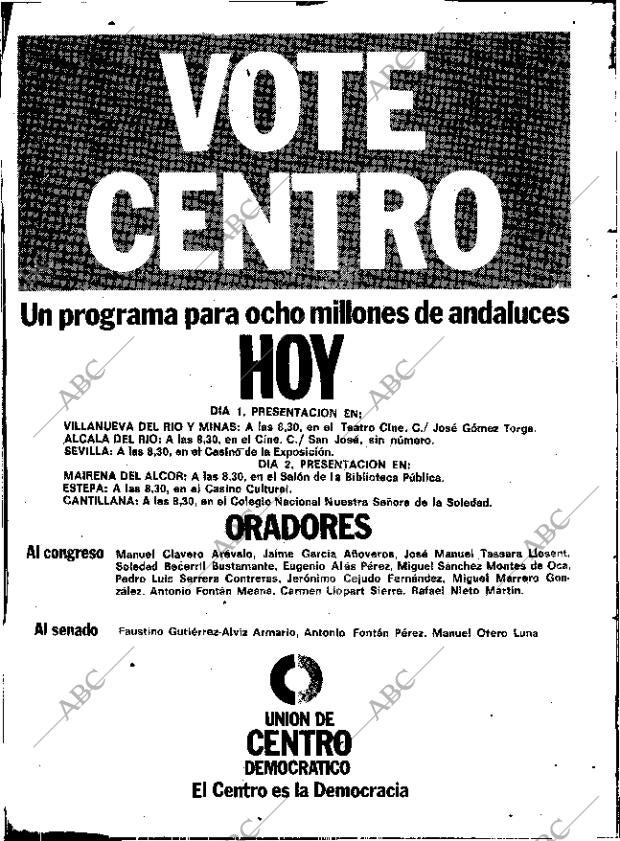 VOTE
CENTRO
Un programa para ocho millones de andaluces
HOY
DIA 1, PRESENTACION EN:
VILLANUEVA DEL RIO Y MINAS: A las 8,30, en el Teatro Cine. C./ José Gómez Torga.
ALCALA DEL RIO: A las 8,30, en el Cine. C./ San José, sin número.
SEVILLA: A las 8,30, en el Casino de la Exposición.
DIA 2, PRESENTACION EN:
MAIRENA DEL ALCOR: A las 8.30, en el Salón de la Biblioteca Pública.
ESTEPA: A las 8,30, en el Casino Cultural.
CANTILLANA: A las 8,30, en el Colegio Nacional Nuestra Señora de la Soledad.
ORADORES
Al congreso Manuel Clavero Arévalo, Jaime García Añoveros, José Manuel Tassara Llosent,
Soledad Becerril Bustamante, Eugenio Alés Pérez, Miguel Sánchez Montes de Oca,
Pedro Luis Serrera Contreras, Jerónimo Cejudo Fernández, Miguel Marrero Gon-
zález. Antonio Fontán Meana, Carmen Llopart Sierra, Rafael Nieto Martín.
Al senado Faustino Gutiérrez-Alviz Armario, Antonio Fontán Pérez. Manuel Otero Luna
UNION DE
CENTRO
DEMOCRATICO
El Centro es la Democracia